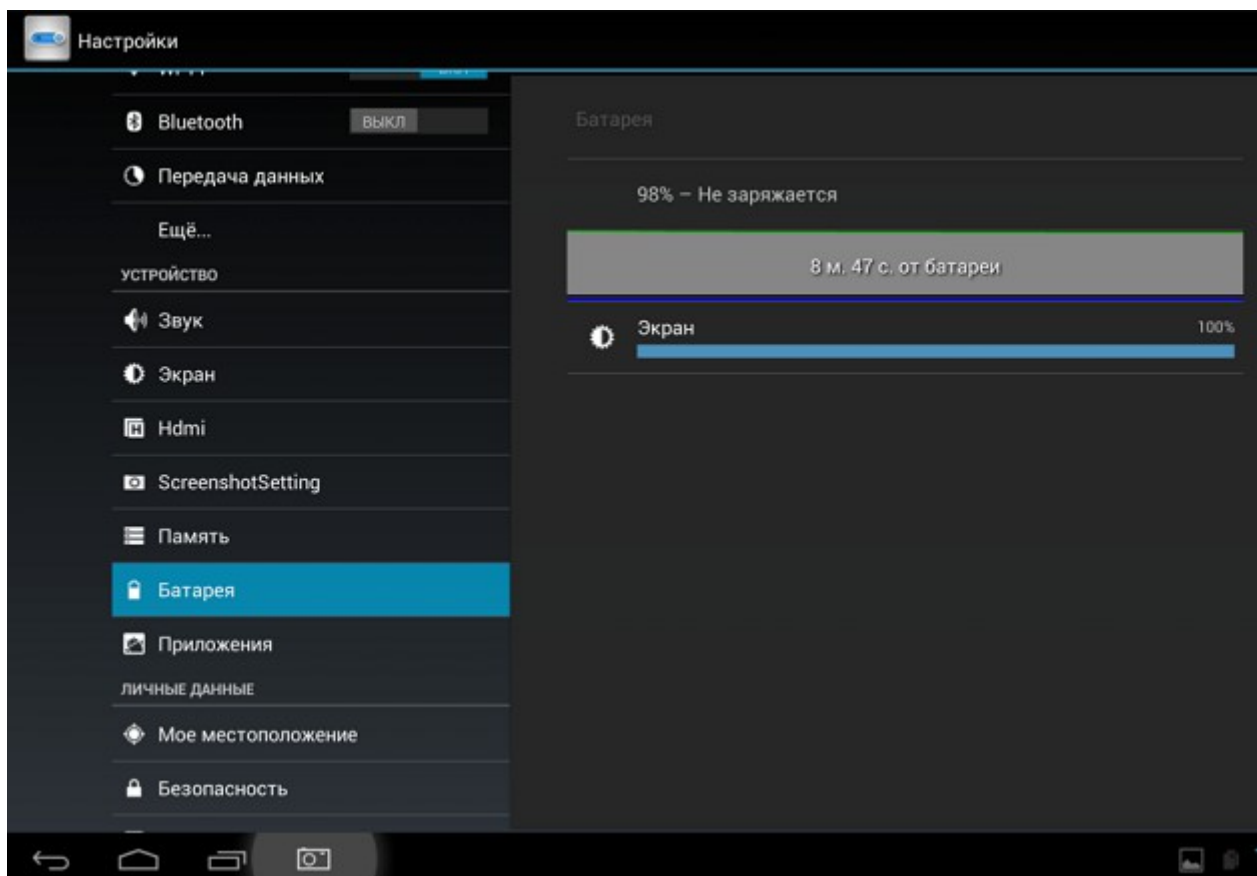 Настройки
Bluetooth
ВЫКЛ
Передача данных
Ещё...
УСТРОЙСТВО
Звук
Экран
Hdmi
ScreenshotSetting
Память
Батарея
Приложения
ЛИЧНЫЕ ДАННЫЕ
Мое местоположение
Безопасность
Батарея
98% – Не заряжается
8 м. 47 с. от батареи
Экран
100%